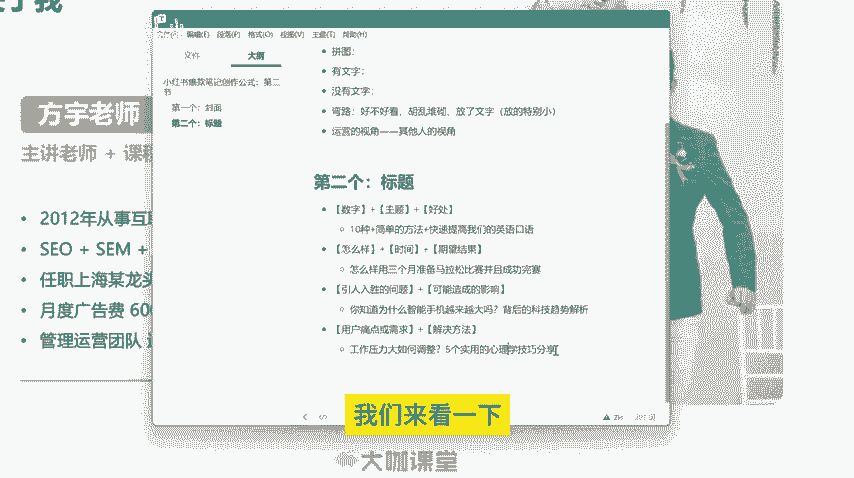 方宇老师
主讲老师 + 课程
2012年从事互联
SEO + SEM +
任职上海某龙头
月度广告费 600
管理运营团队
编辑(E) 段落(P) 格式(O) 视图(V) 主题(T) 帮助(H)
文件
大纲
小红书爆款笔记创作公式：第二
书
第一个：封面
第二个：标题
拼图：
有文字；
没有文字；
弯路：好不好看，胡乱堆砌、放了文字（放的特别小）
运营的视角——其他人的视角
第二个：标题
【数字】+【主题】+【好处】
10种+简单的方法+快速提高我们的英语口语
【怎么样】+【时间】+【期望结果】
怎么样用三个月准备马拉松比赛并且成功完赛
【引人入胜的问题】+【可能造成的影响】
你知道为什么智能手机越来越大吗？背后的科技趋势解析
【用户痛点或需求】+【解决方法】
工作压力大如何调整？5个实用的心理学技巧分享
我们来看一下
大咖课堂